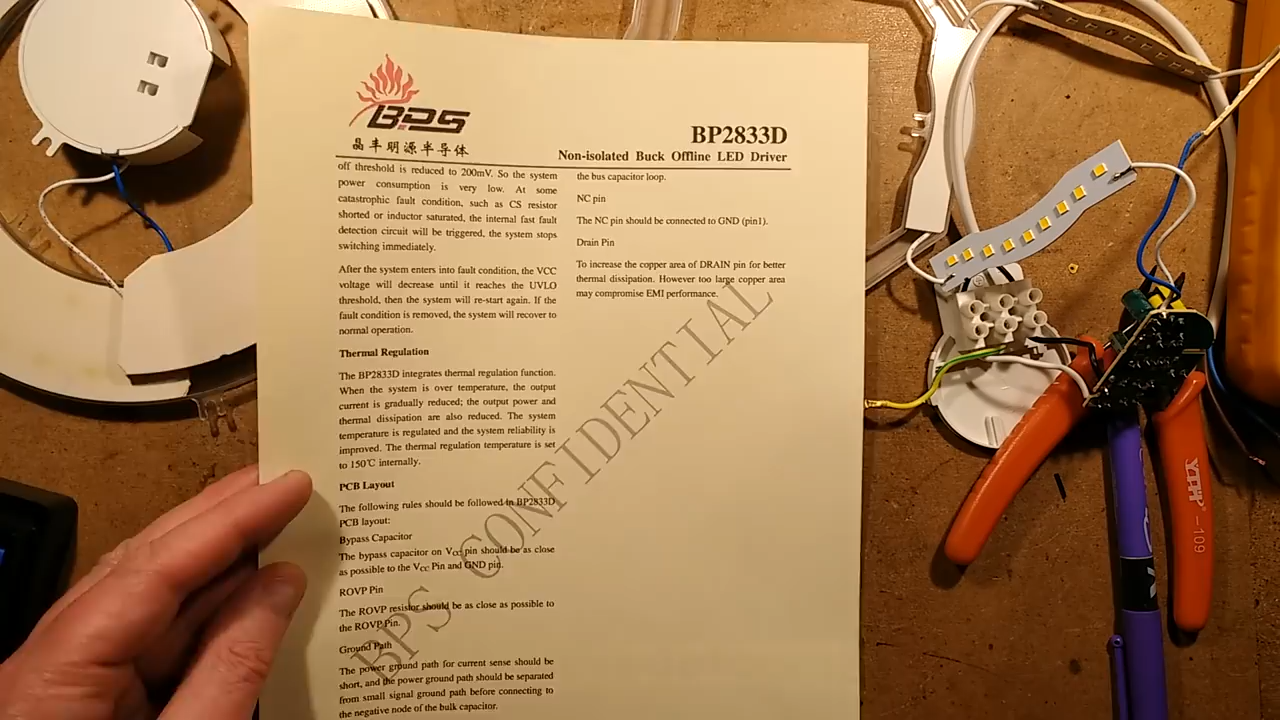 BPS
晶丰明源半导体
BP2833D
Non-isolated Buck Offline LED Driver
off threshold is reduced to 200mV. So the system
power consumption is very low. At some
catastrophic fault condition, such as CS resistor
shorted or inductor saturated, the internal fast fault
detection circuit will be triggered, the system stops
switching immediately.
After the system enters into fault condition, the VCC
voltage will decrease until it reaches the UVLO
threshold, then the system will re-start again. If the
fault condition is removed, the system will recover to
normal operation.
Thermal Regulation
The BP2833D integrates thermal regulation function.
When the system is over temperature, the output
current is gradually reduced; the output power and
thermal dissipation are also reduced. The system
temperature is regulated and the system reliability is
improved. The thermal regulation temperature is set
to 150℃ internally.
PCB Layout
The following rules should be followed in BP2833D
PCB layout:
Bypass Capacitor
The bypass capacitor on VCC pin should be as close
as possible to the VCC Pin and GND pin.
ROVP Pin
The ROVP resistor should be as close as possible to
the ROVP Pin.
Ground Path
The power ground path for current sense should be
short, and the power ground path should be separated
from small signal ground path before connecting to
the negative node of the bulk capacitor.
the bus capacitor loop.
NC pin
The NC pin should be connected to GND (pin1).
Drain Pin
To increase the copper area of DRAIN pin for better
thermal dissipation. However too large copper area
may compromise EMI performance.
BPS CONFIDENTIAL
YTH -109